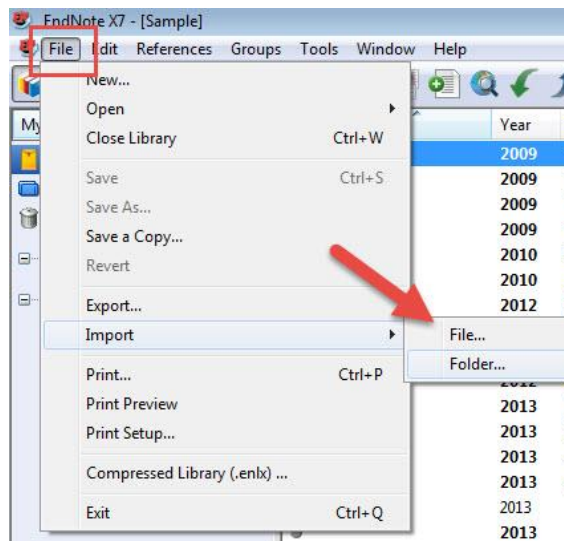 EndNote X7 - [Sample]
File Edit References Groups Tools Window Help
New...
Open
My
Year
Close Library Ctrl+W
2009
Save Ctrl+S
2009
Save As...
2009
Save a Copy...
2009
Revert
2010
2010
Export...
2012
Import
File...
Folder...
Print... Ctrl+P
2012
Print Preview
2013
Print Setup...
2013
2013
Compressed Library (.enlx) ...
2013
Exit Ctrl+Q
2013
2013